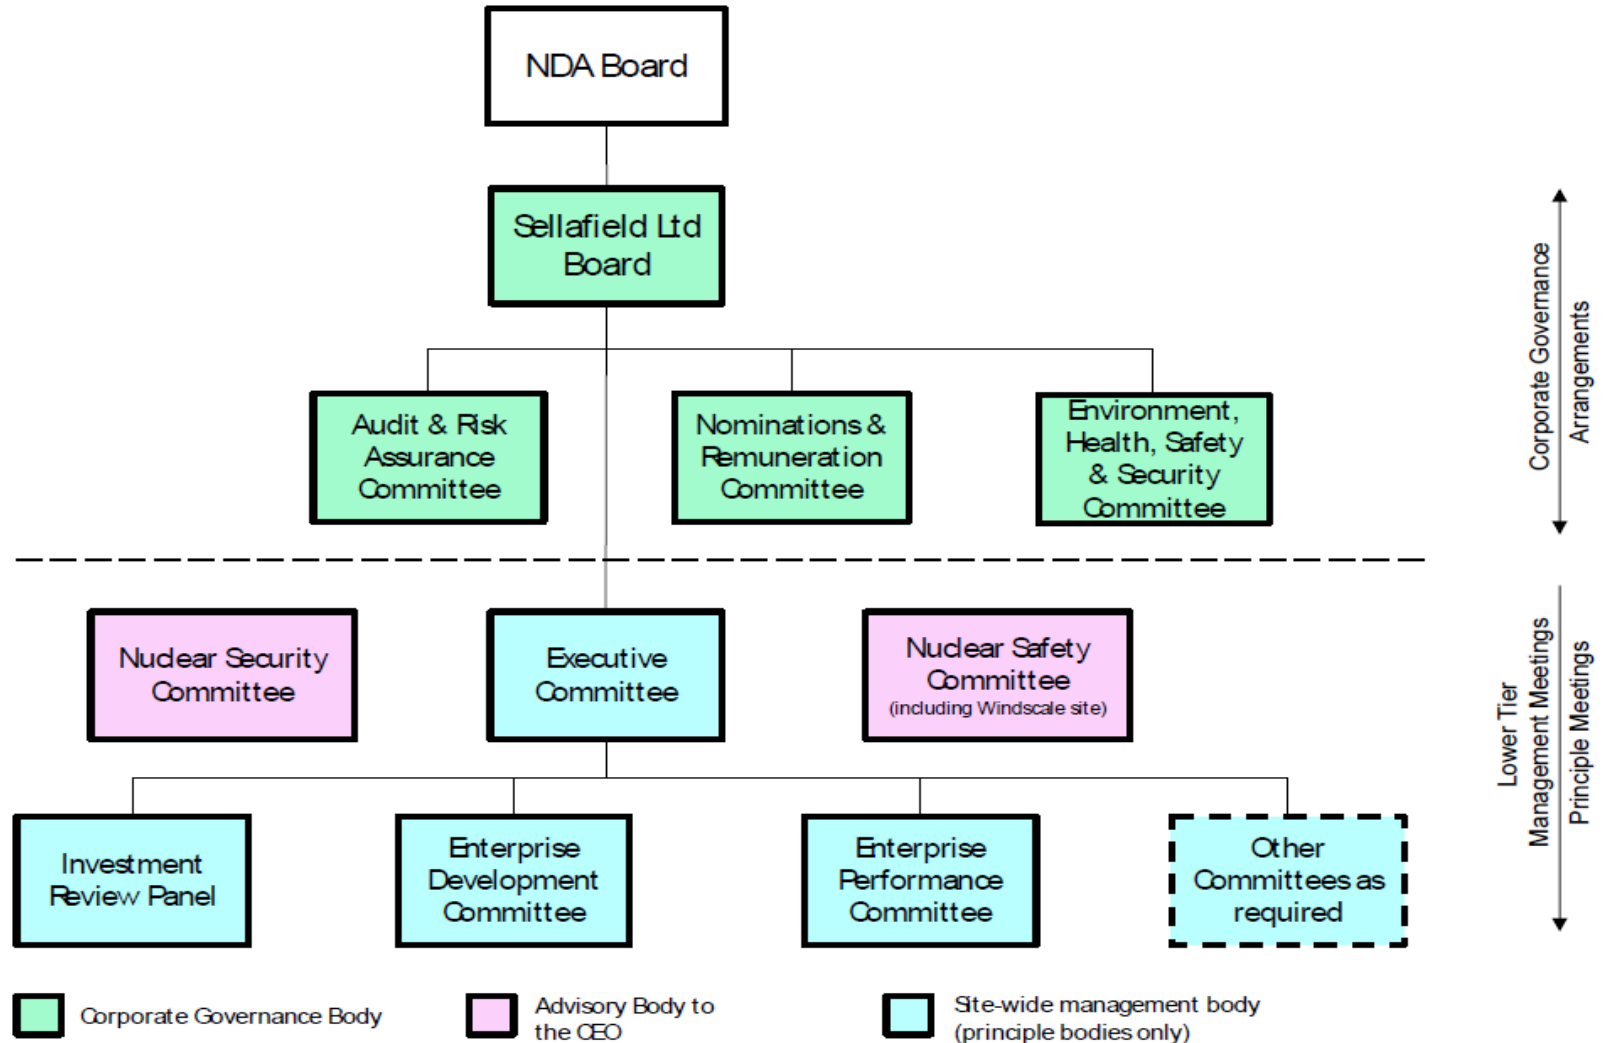 NDA Board
Sellafield Ltd
Board
Audit & Risk
Assurance
Committee
Nominations &
Remuneration
Committee
Environment,
Health, Safety
& Security
Committee
Corporate Governance
Arrangements
Nuclear Security
Committee
Executive
Committee
Nuclear Safety
Committee
(including Windscale site)
Lower Tier
Management Meetings
Principle Meetings
Investment
Review Panel
Enterprise
Development
Committee
Enterprise
Performance
Committee
Other
Committees as
required
Corporate Governance Body
Advisory Body to
the CEO
Site-wide management body
(principle bodies only)